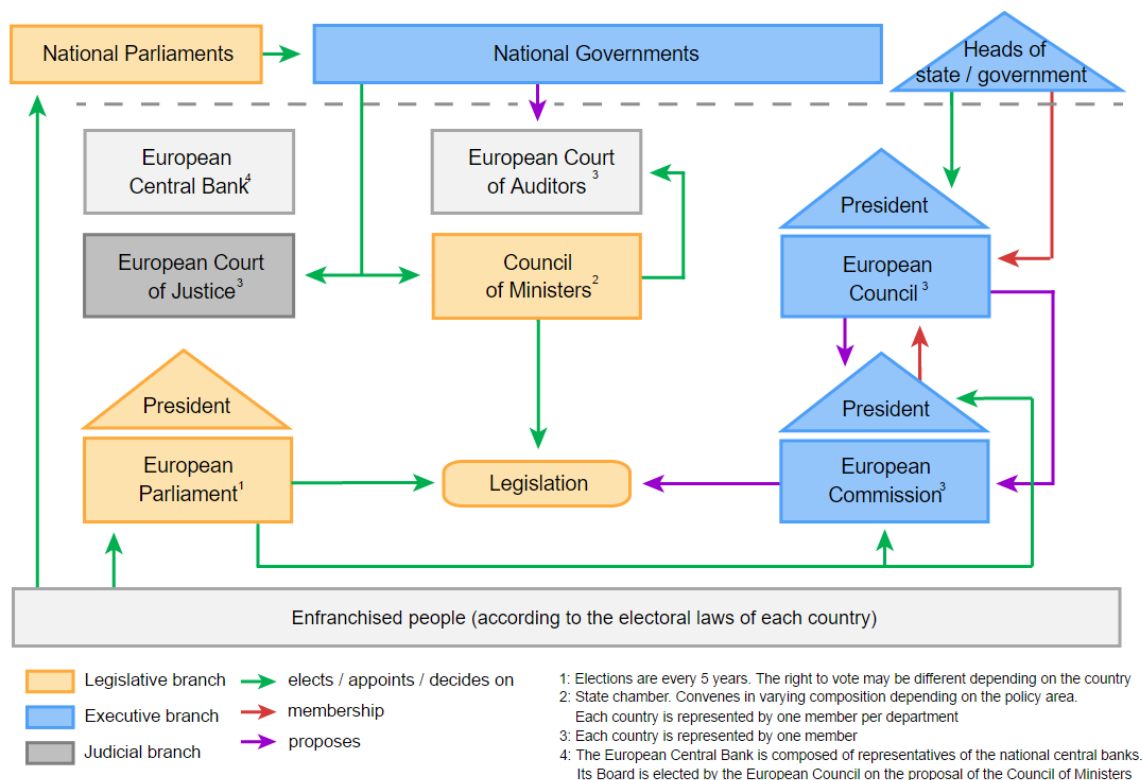 National Parliaments
National Governments
Heads of
state / government
European
Central Bank4
European Court
of Auditors 3
President
European Court
of Justice3
Council
of Ministers2
European
Council 3
President
President
European
Parliament1
Legislation
European
Commission3
Enfranchised people (according to the electoral laws of each country)
Legislative branch
Executive branch
Judicial branch
elects / appoints / decides on
membership
proposes
1: Elections are every 5 years. The right to vote may be different depending on the country
2: State chamber. Convenes in varying composition depending on the policy area.
Each country is represented by one member per department
3: Each country is represented by one member
4: The European Central Bank is composed of representatives of the national central banks.
Its Board is elected by the European Council on the proposal of the Council of Ministers